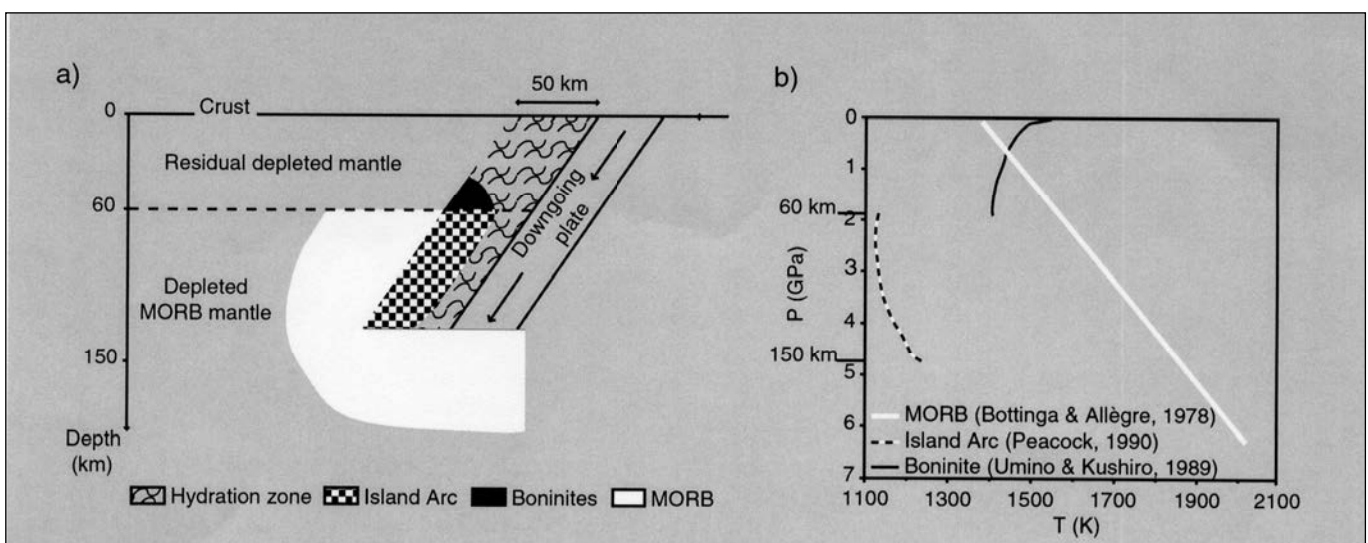 a)
50 km
0
Crust
Residual depleted mantle
60
Downgoing
plate
Depleted
MORB mantle
150
Depth
(km)
Hydration zone
Island Arc
Boninites
MORB
b)
0
1
60 km
2
3
P (GPa)
4
150 km
5
6
7
MORB (Bottinga & Allègre, 1978)
Island Arc (Peacock, 1990)
Boninite (Umino & Kushiro, 1989)
1100
1300
1500
1700
1900
2100
T (K)